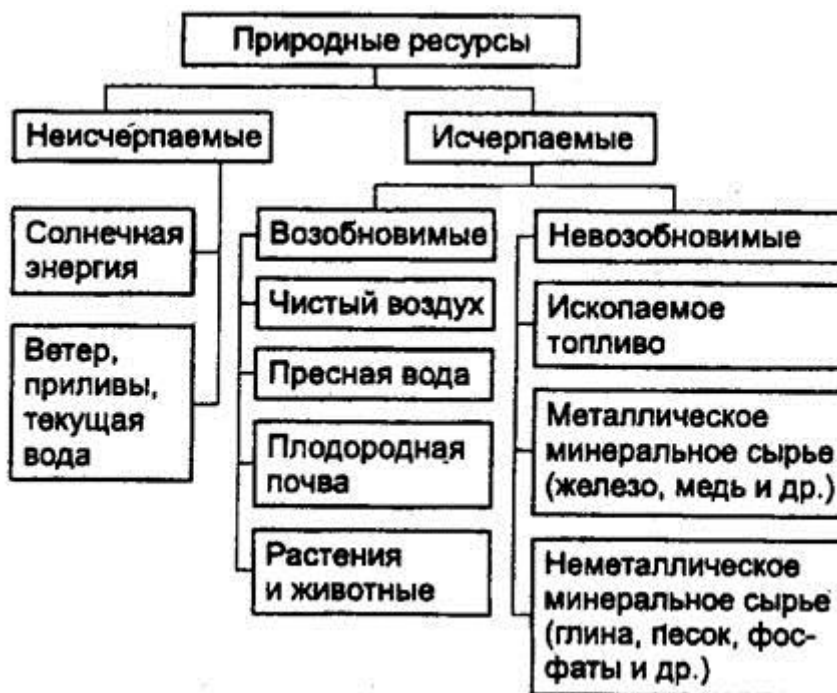 Природные ресурсы
Неисчерпаемые
Исчерпаемые
Солнечная
энергия
Ветер,
приливы,
текущая
вода
Возобновимые
Чистый воздух
Пресная вода
Плодородная
почва
Растения
и животные
Невозобновимые
Ископаемое
топливо
Металлическое
минеральное сырье
(железо, медь и др.)
Неметаллическое
минеральное сырье
(глина, песок, фос-
фаты и др.)